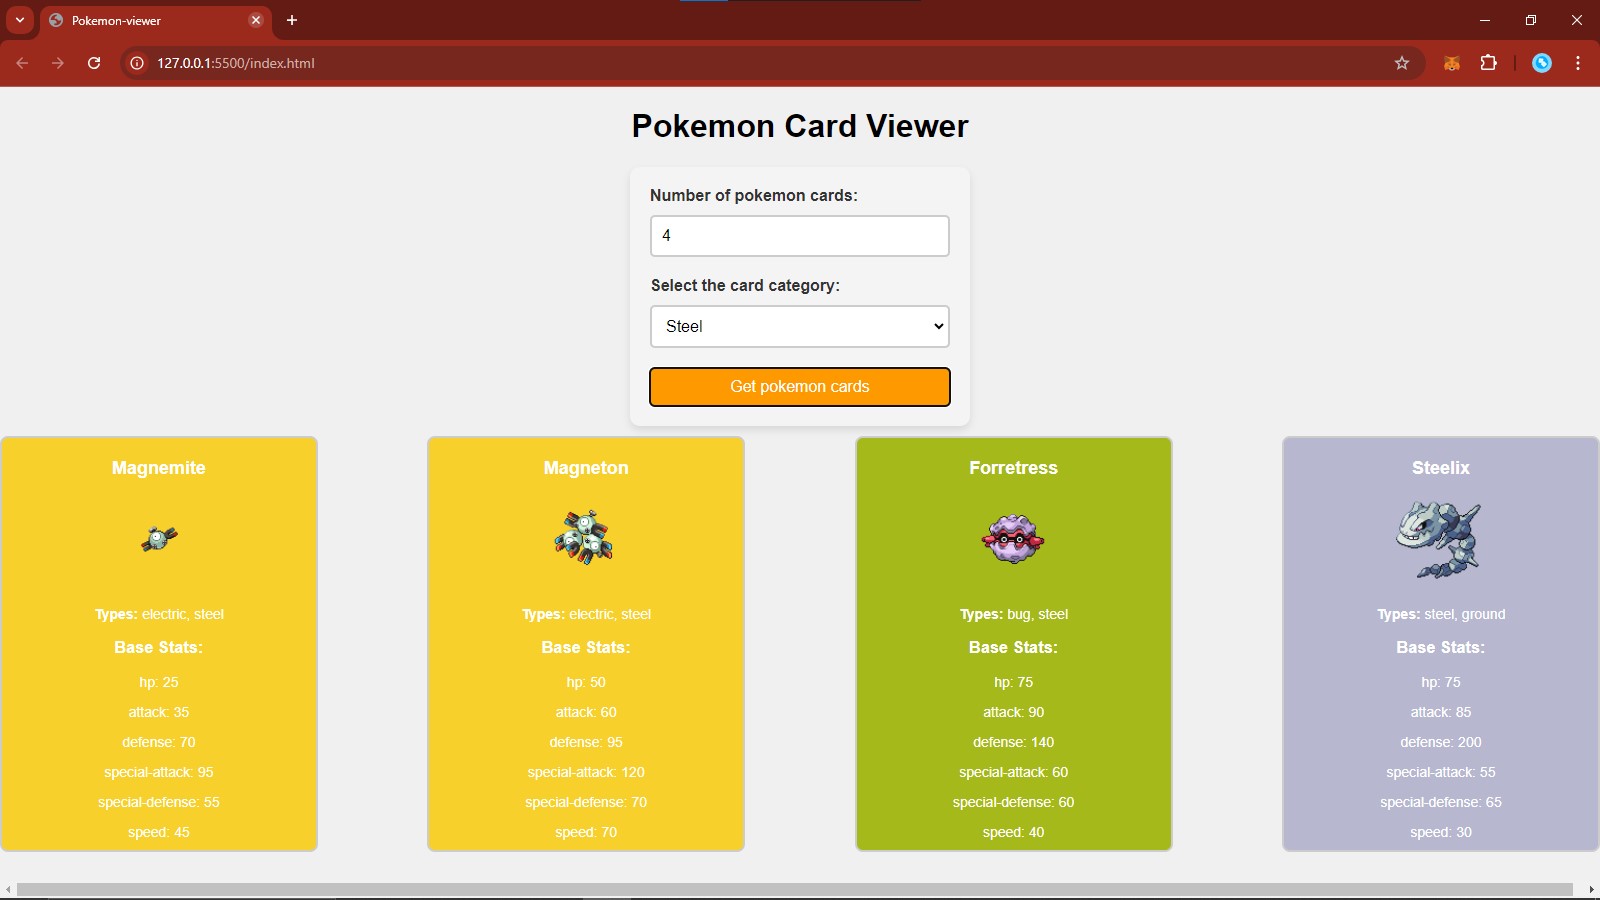 Pokemon-viewer
127.0.0.1:5500/index.html
Pokemon Card Viewer
Number of pokemon cards:
4
Select the card category:
Steel
Get pokemon cards
Magnemite
Types: electric, steel
Base Stats:
hp: 25
attack: 35
defense: 70
special-attack: 95
special-defense: 55
speed: 45
Magneton
Types: electric, steel
Base Stats:
hp: 50
attack: 60
defense: 95
special-attack: 120
special-defense: 70
speed: 70
Forretress
Types: bug, steel
Base Stats:
hp: 75
attack: 90
defense: 140
special-attack: 60
special-defense: 60
speed: 40
Steelix
Types: steel, ground
Base Stats:
hp: 75
attack: 85
defense: 200
special-attack: 55
special-defense: 65
speed: 30